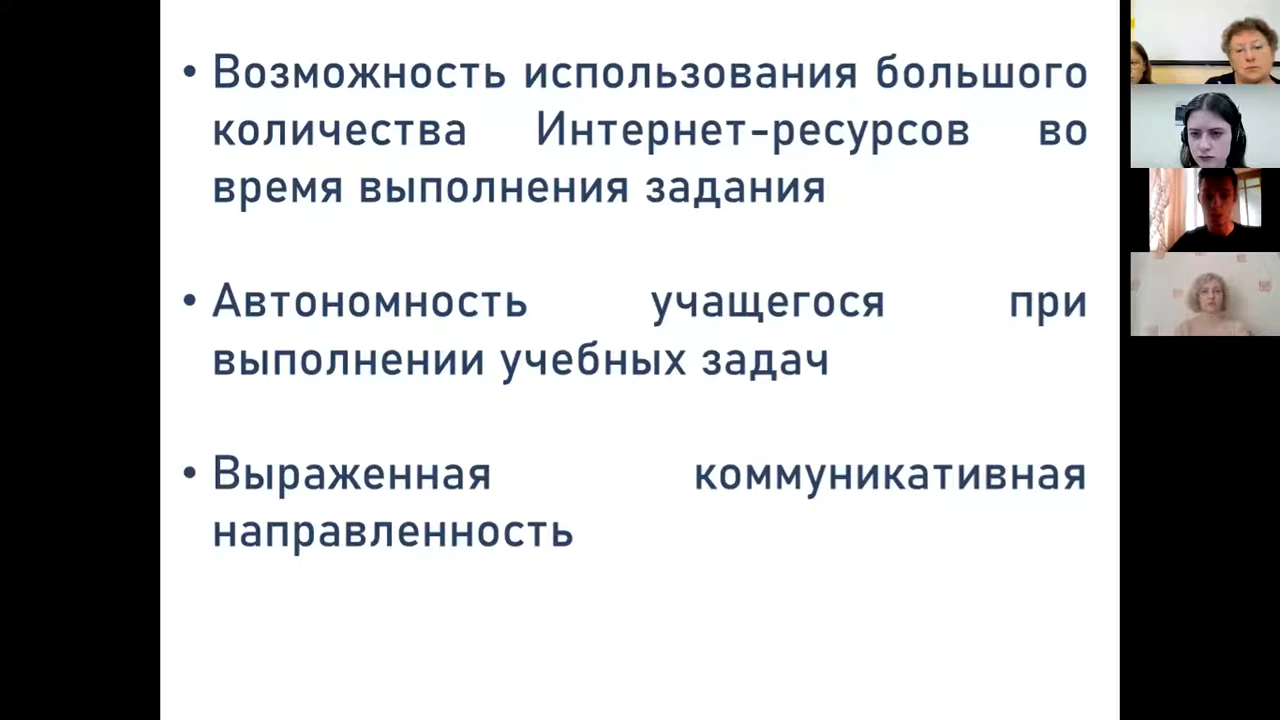 • Возможность использования большого
количества Интернет-ресурсов во
время выполнения задания
• Автономность учащегося при
выполнении учебных задач
• Выраженная коммуникативная
направленность